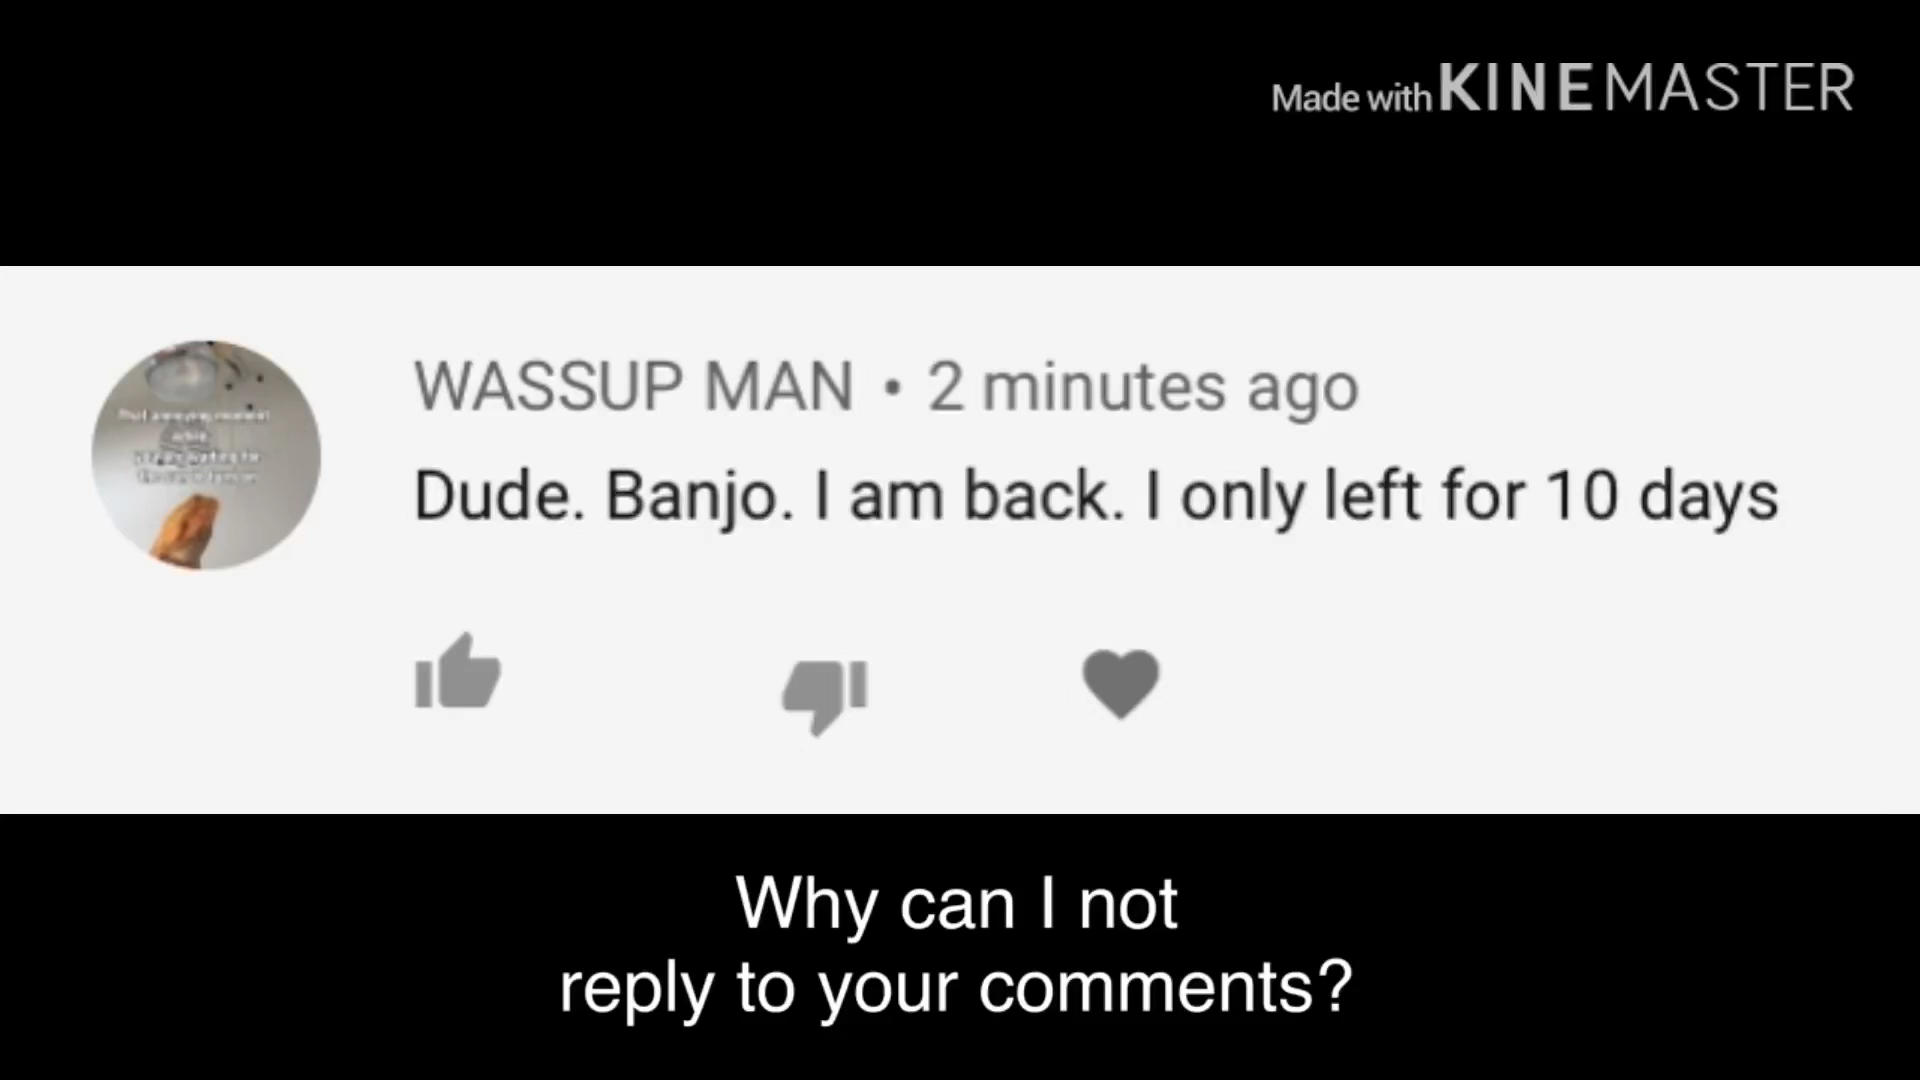 Made with KINEMASTER
WASSUP MAN • 2 minutes ago
Dude. Banjo. I am back. I only left for 10 days
Why can I not
reply to your comments?